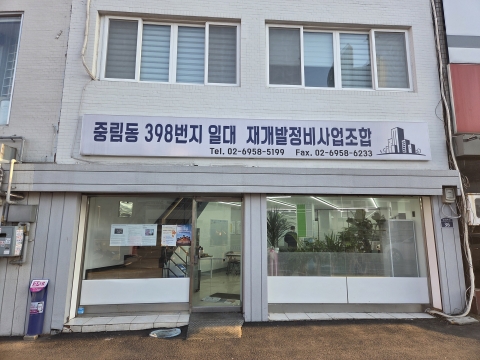 중림동 398번지 일대 재개발정비사업조합
Tel. 02-6958-5199 Fax. 02-6958-6233